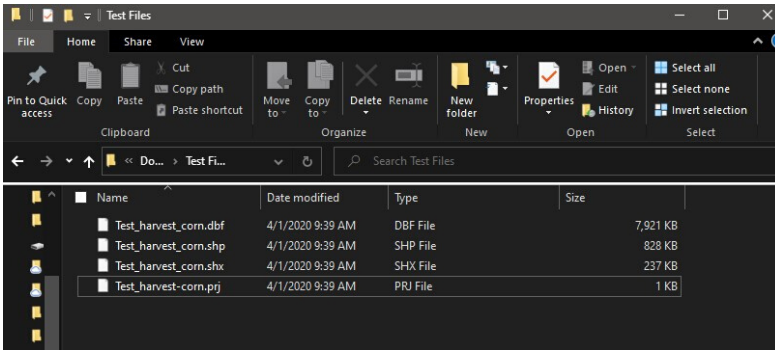 Test Files
File Home Share View
Pin to Quick access Copy Paste Cut Copy path Paste shortcut Move to Copy to Delete Rename New folder Properties Open Edit History Select all Select none Invert selection
Clipboard Organize New Open Select
« Do... › Test Fi... Search Test Files
Name Date modified Type Size
Test_harvest_corn.dbf 4/1/2020 9:39 AM DBF File 7,921 KB
Test_harvest_corn.shp 4/1/2020 9:39 AM SHP File 828 KB
Test_harvest_corn.shx 4/1/2020 9:39 AM SHX File 237 KB
Test_harvest-corn.prj 4/1/2020 9:39 AM PRJ File 1 KB